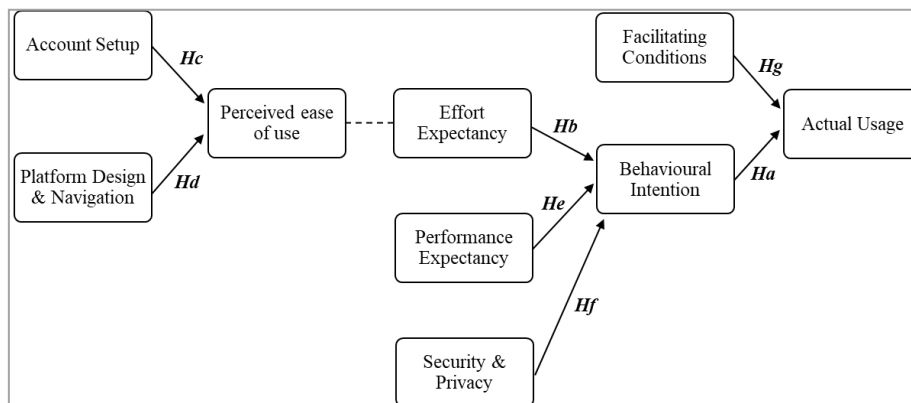 Account Setup
Hc
Platform Design
& Navigation
Hd
Perceived ease
of use
Effort
Expectancy
Hb
Performance
Expectancy
He
Security &
Privacy
Hf
Behavioural
Intention
Ha
Facilitating
Conditions
Hg
Actual Usage